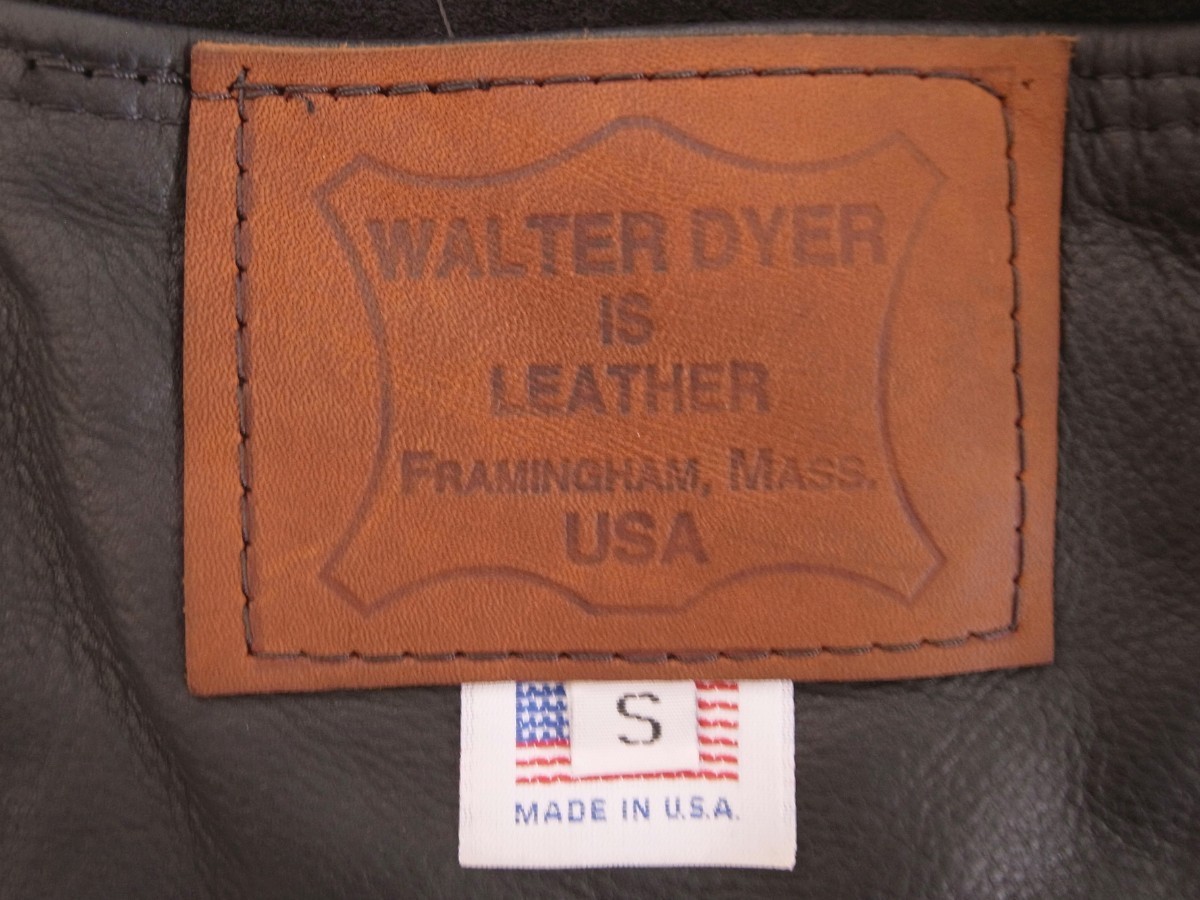 WALTER DYER
IS
LEATHER
FRAMINGHAM, MASS.
USA
S
MADE IN U.S.A.